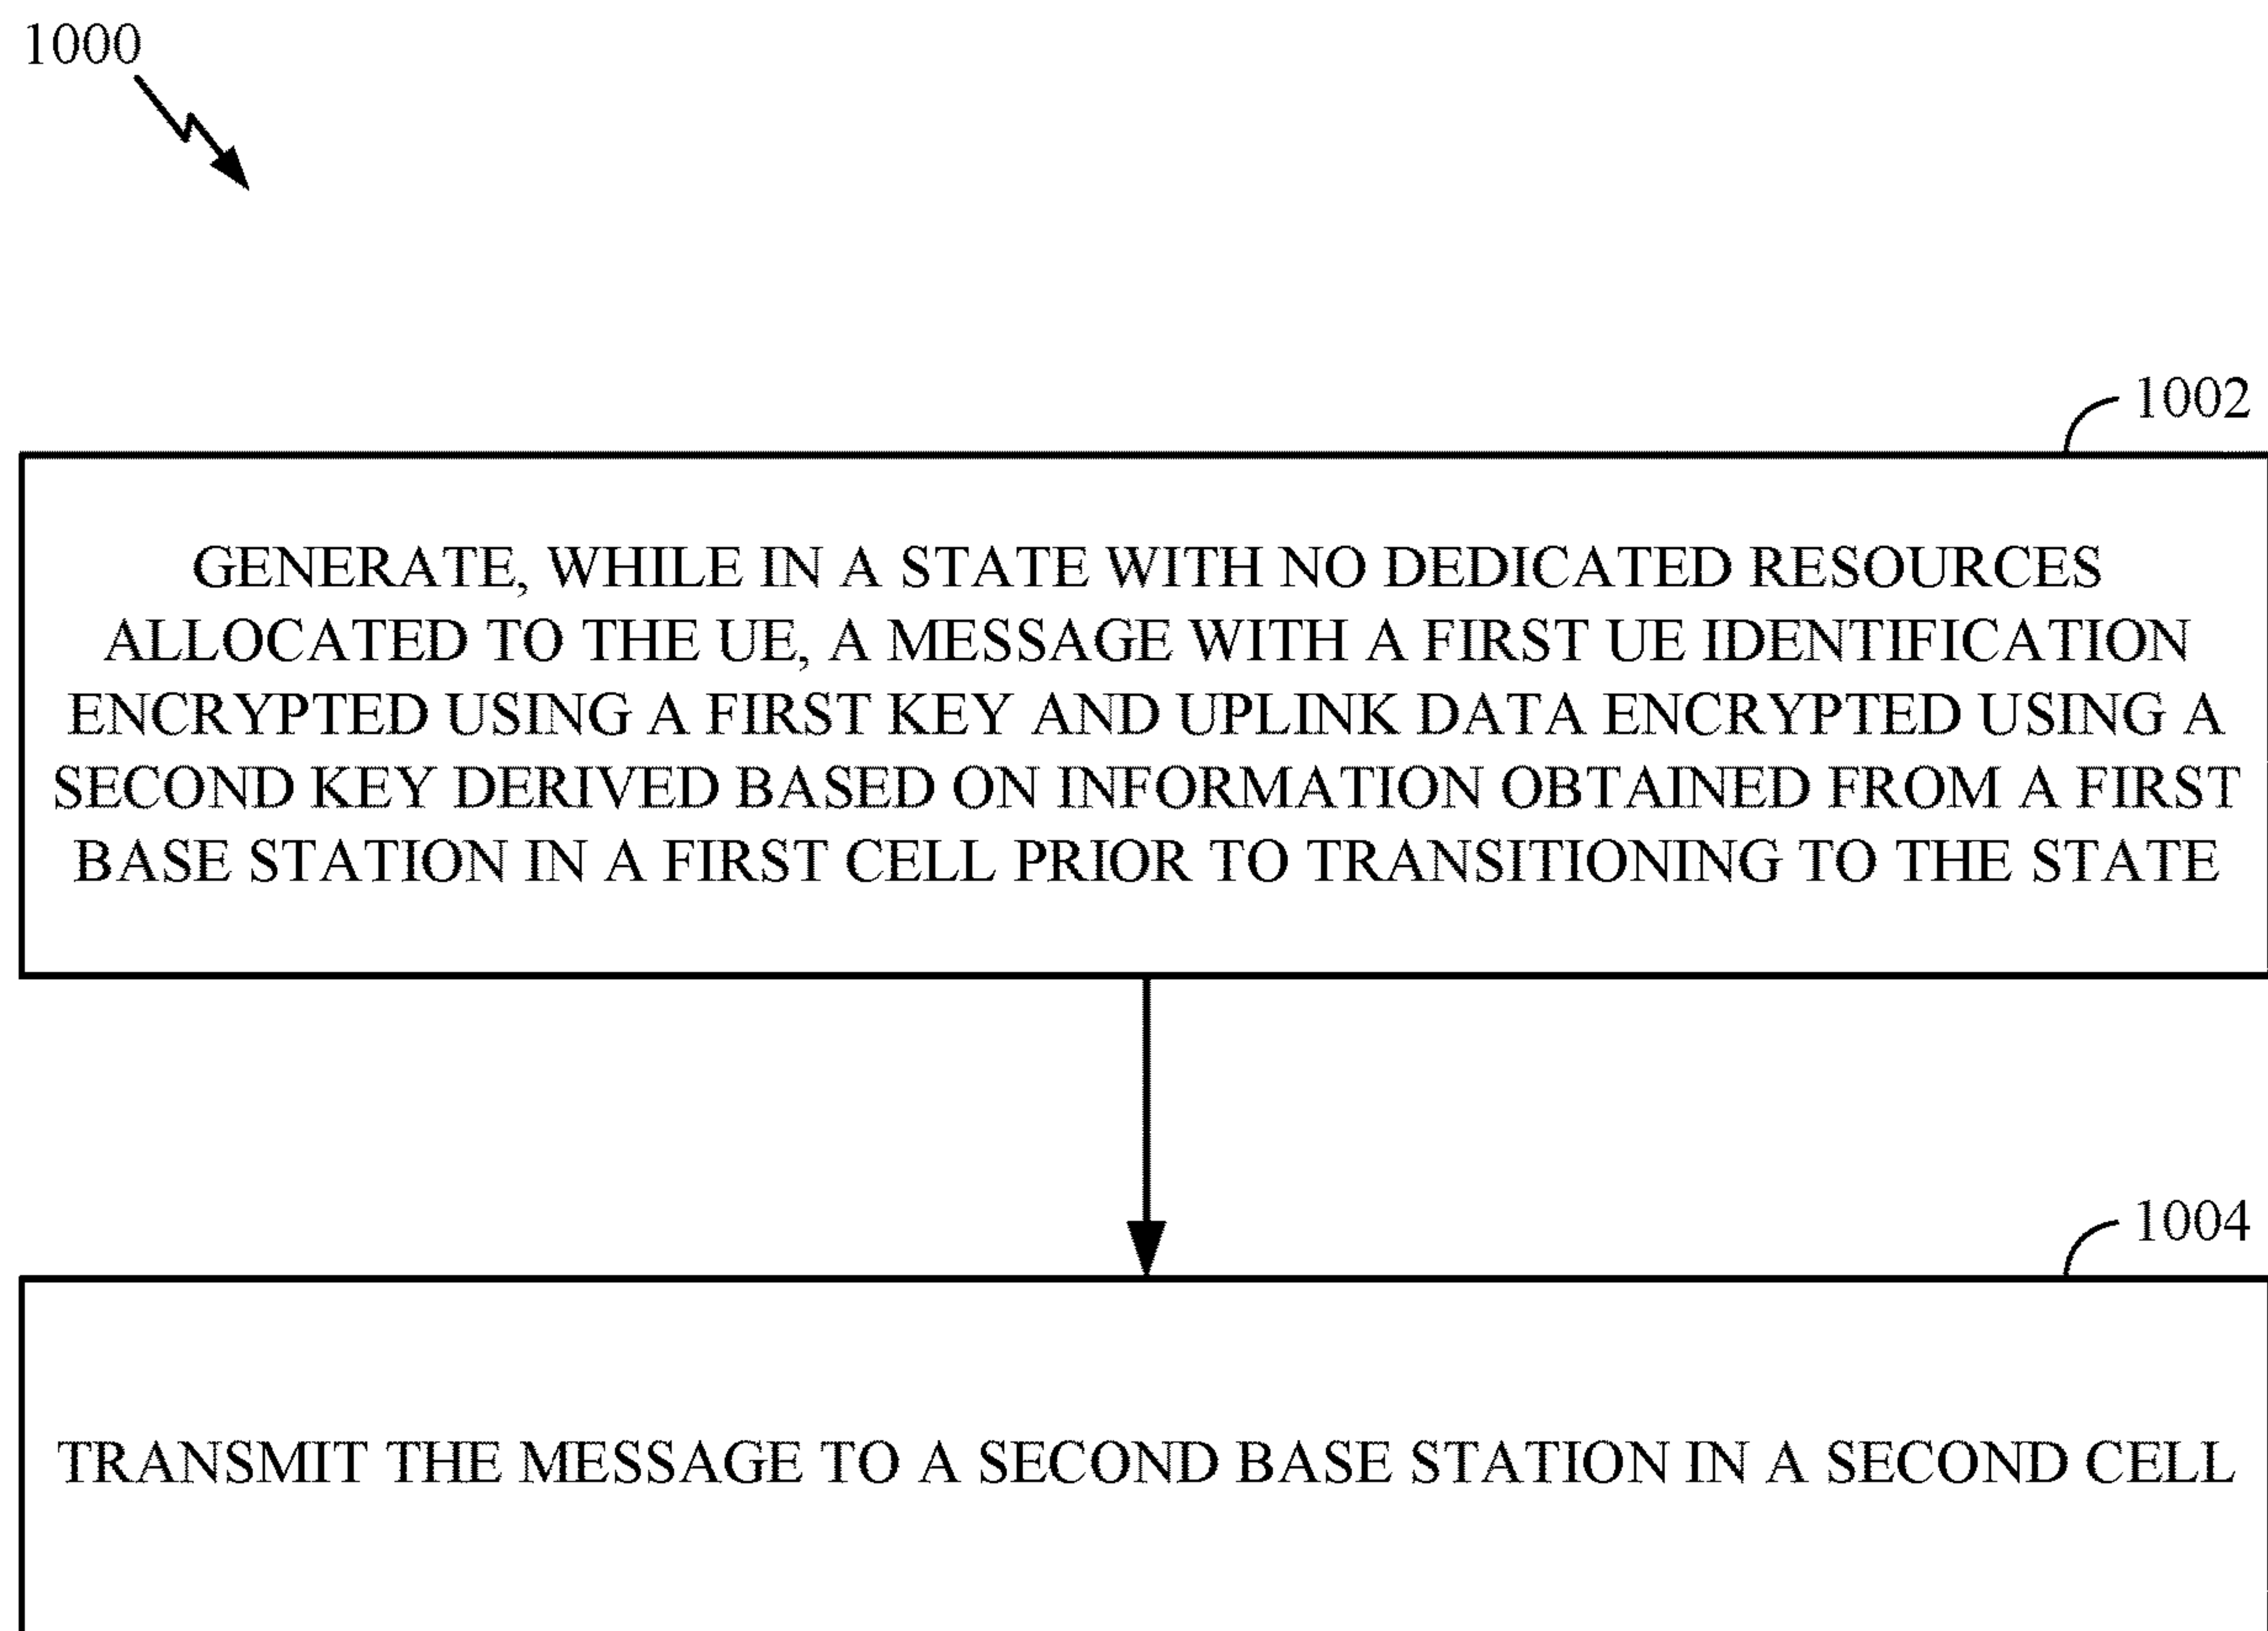 1000
1002
GENERATE, WHILE IN A STATE WITH NO DEDICATED RESOURCES
ALLOCATED TO THE UE, A MESSAGE WITH A FIRST UE IDENTIFICATION
ENCRYPTED USING A FIRST KEY AND UPLINK DATA ENCRYPTED USING A
SECOND KEY DERIVED BASED ON INFORMATION OBTAINED FROM A FIRST
BASE STATION IN A FIRST CELL PRIOR TO TRANSITIONING TO THE STATE
1004
TRANSMIT THE MESSAGE TO A SECOND BASE STATION IN A SECOND CELL